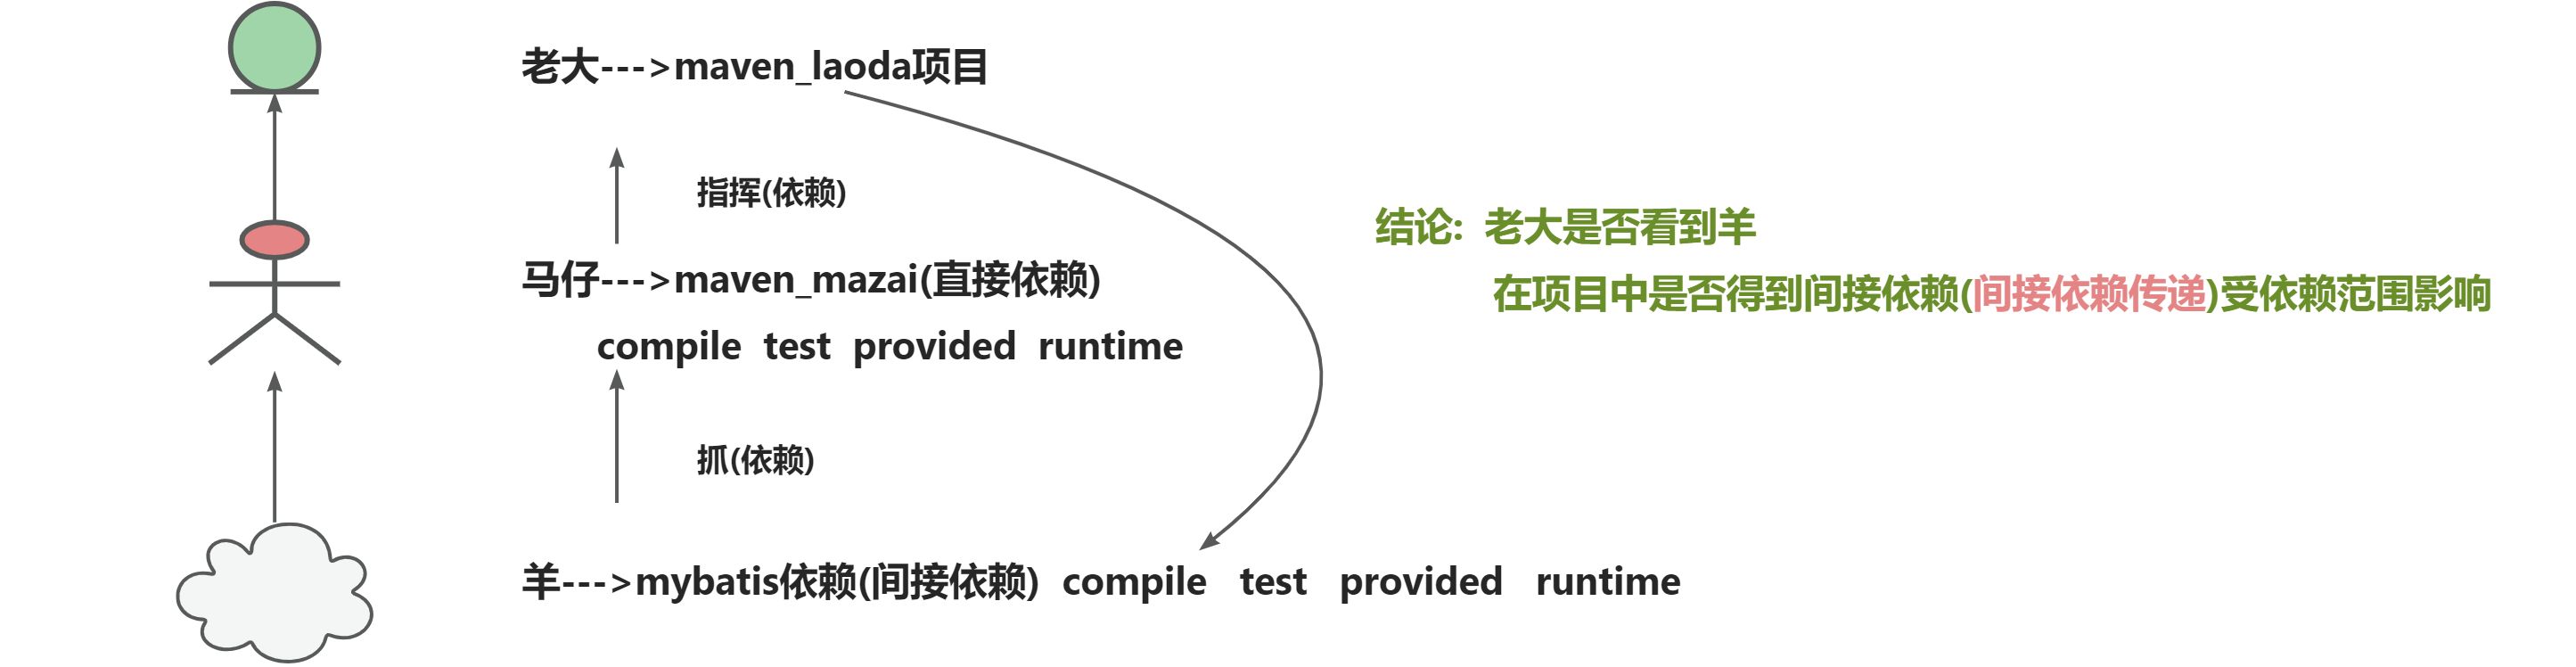 老大--->maven_laoda项目
指挥(依赖)
马仔--->maven_mazai(直接依赖)
compile test provided runtime
抓(依赖)
羊--->mybatis依赖(间接依赖) compile test provided runtime
结论: 老大是否看到羊
在项目中是否得到间接依赖(间接依赖传递)受依赖范围影响